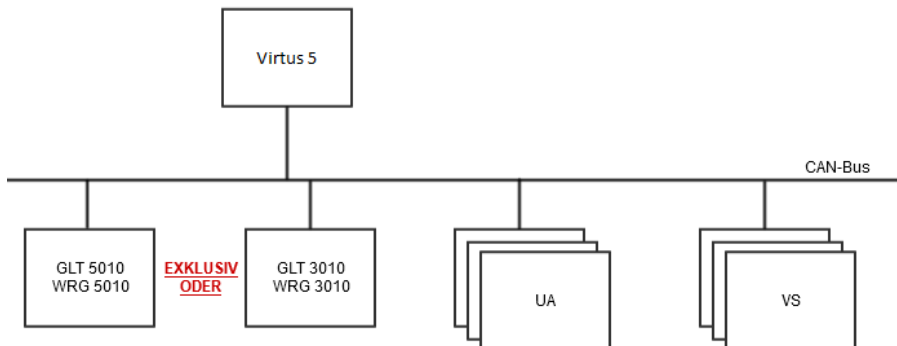 Virtus 5
CAN-Bus
GLT 5010
WRG 5010
EXKLUSIV
ODER
GLT 3010
WRG 3010
UA
VS